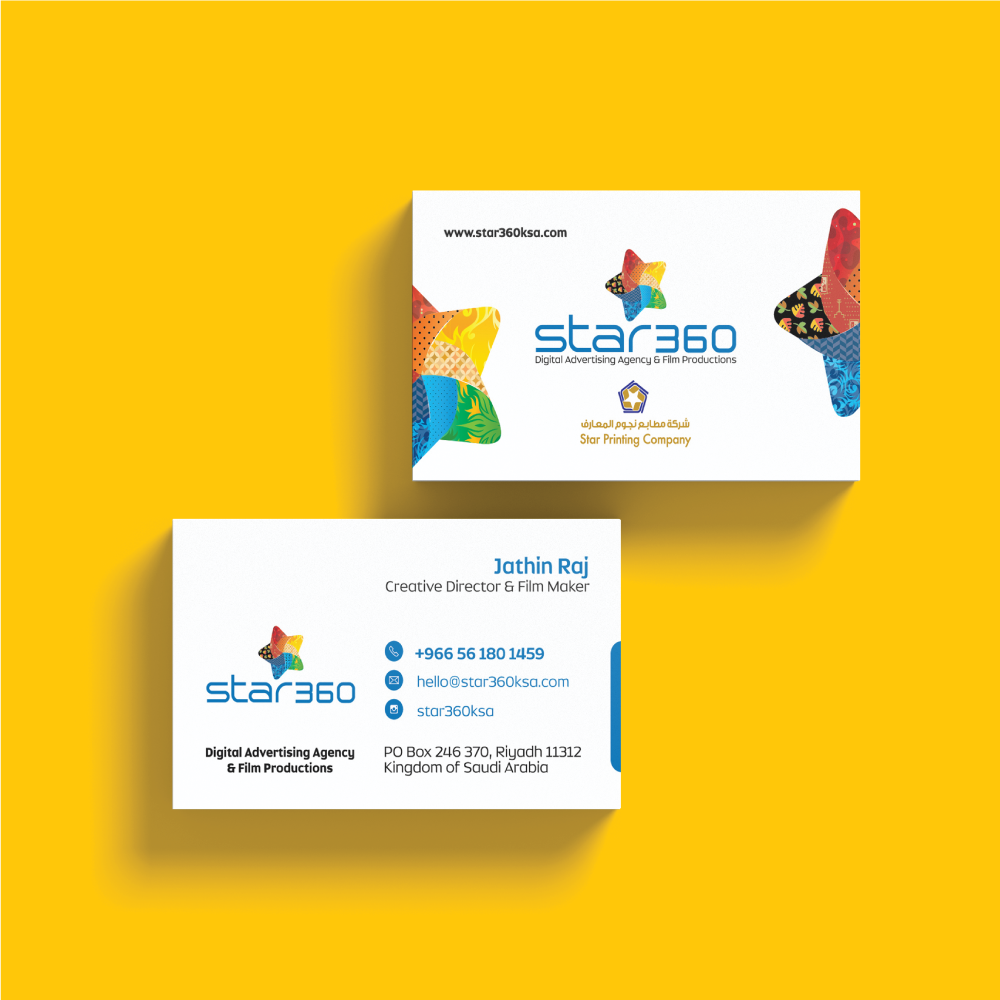 www.star360ksa.com
star360
Digital Advertising Agency & Film Productions
شركة مطابع نجوم المعارف
Star Printing Company
Jathin Raj
Creative Director & Film Maker
+966 56 180 1459
hello@star360ksa.com
star360ksa
star360
Digital Advertising Agency
& Film Productions
PO Box 246 370, Riyadh 11312
Kingdom of Saudi Arabia